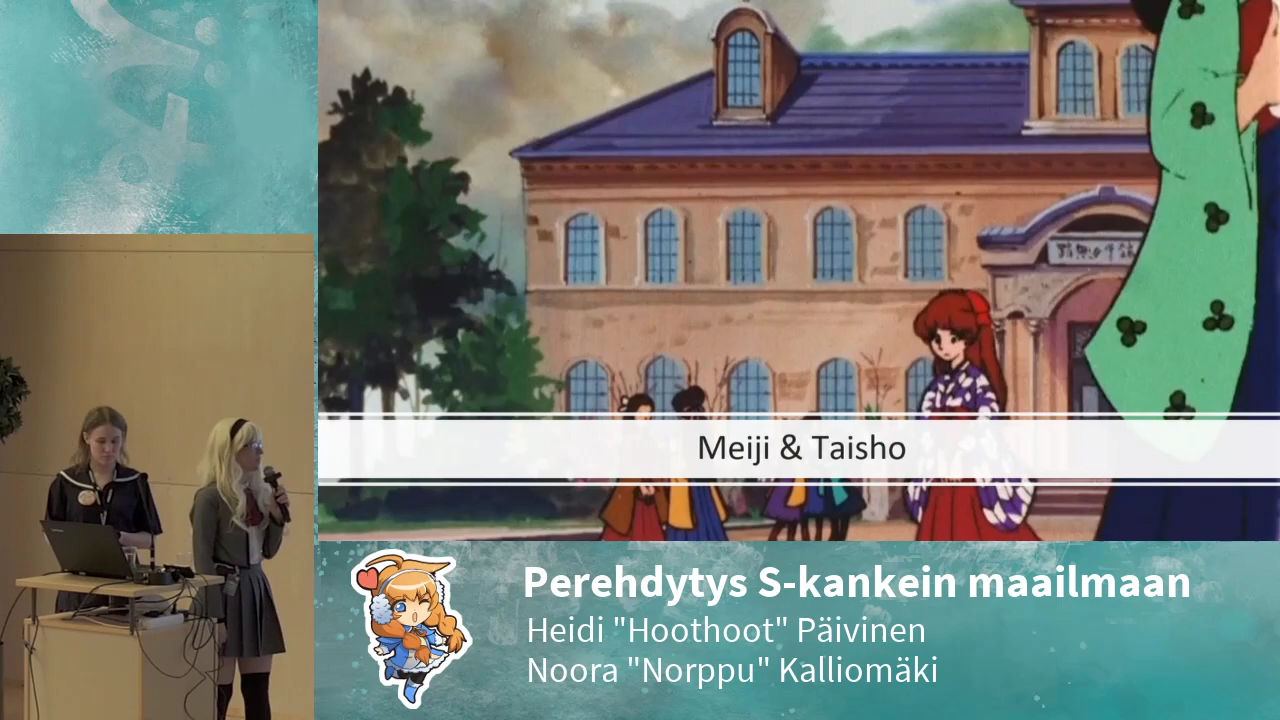 Meiji & Taisho
Perehdytys S-kankein maailmaan
Heidi "Hoothoot" Päivinen
Noora "Norppu" Kalliomäki